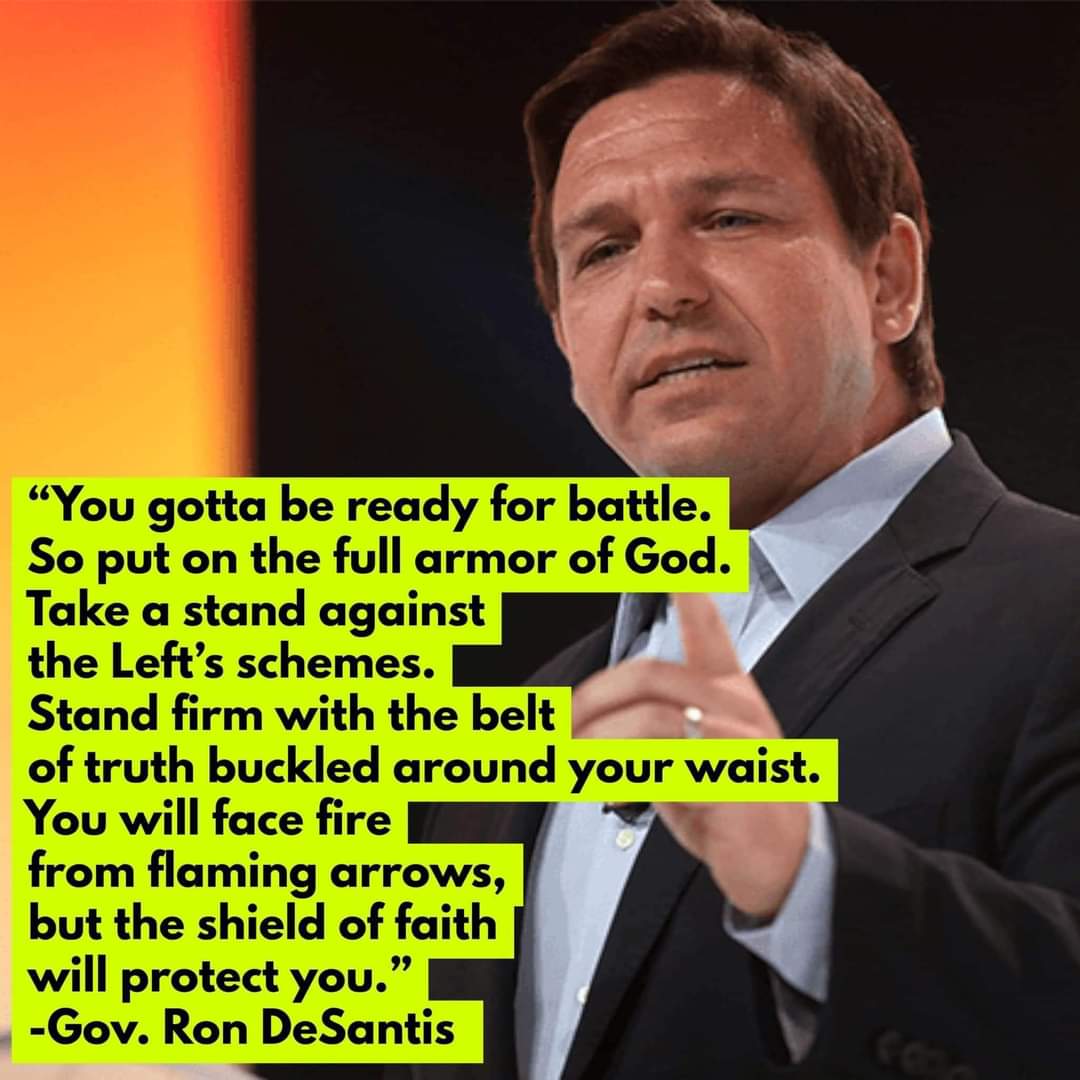 “You gotta be ready for battle.
So put on the full armor of God.
Take a stand against
the Left’s schemes.
Stand firm with the belt
of truth buckled around your waist.
You will face fire
from flaming arrows,
but the shield of faith
will protect you.”
-Gov. Ron DeSantis